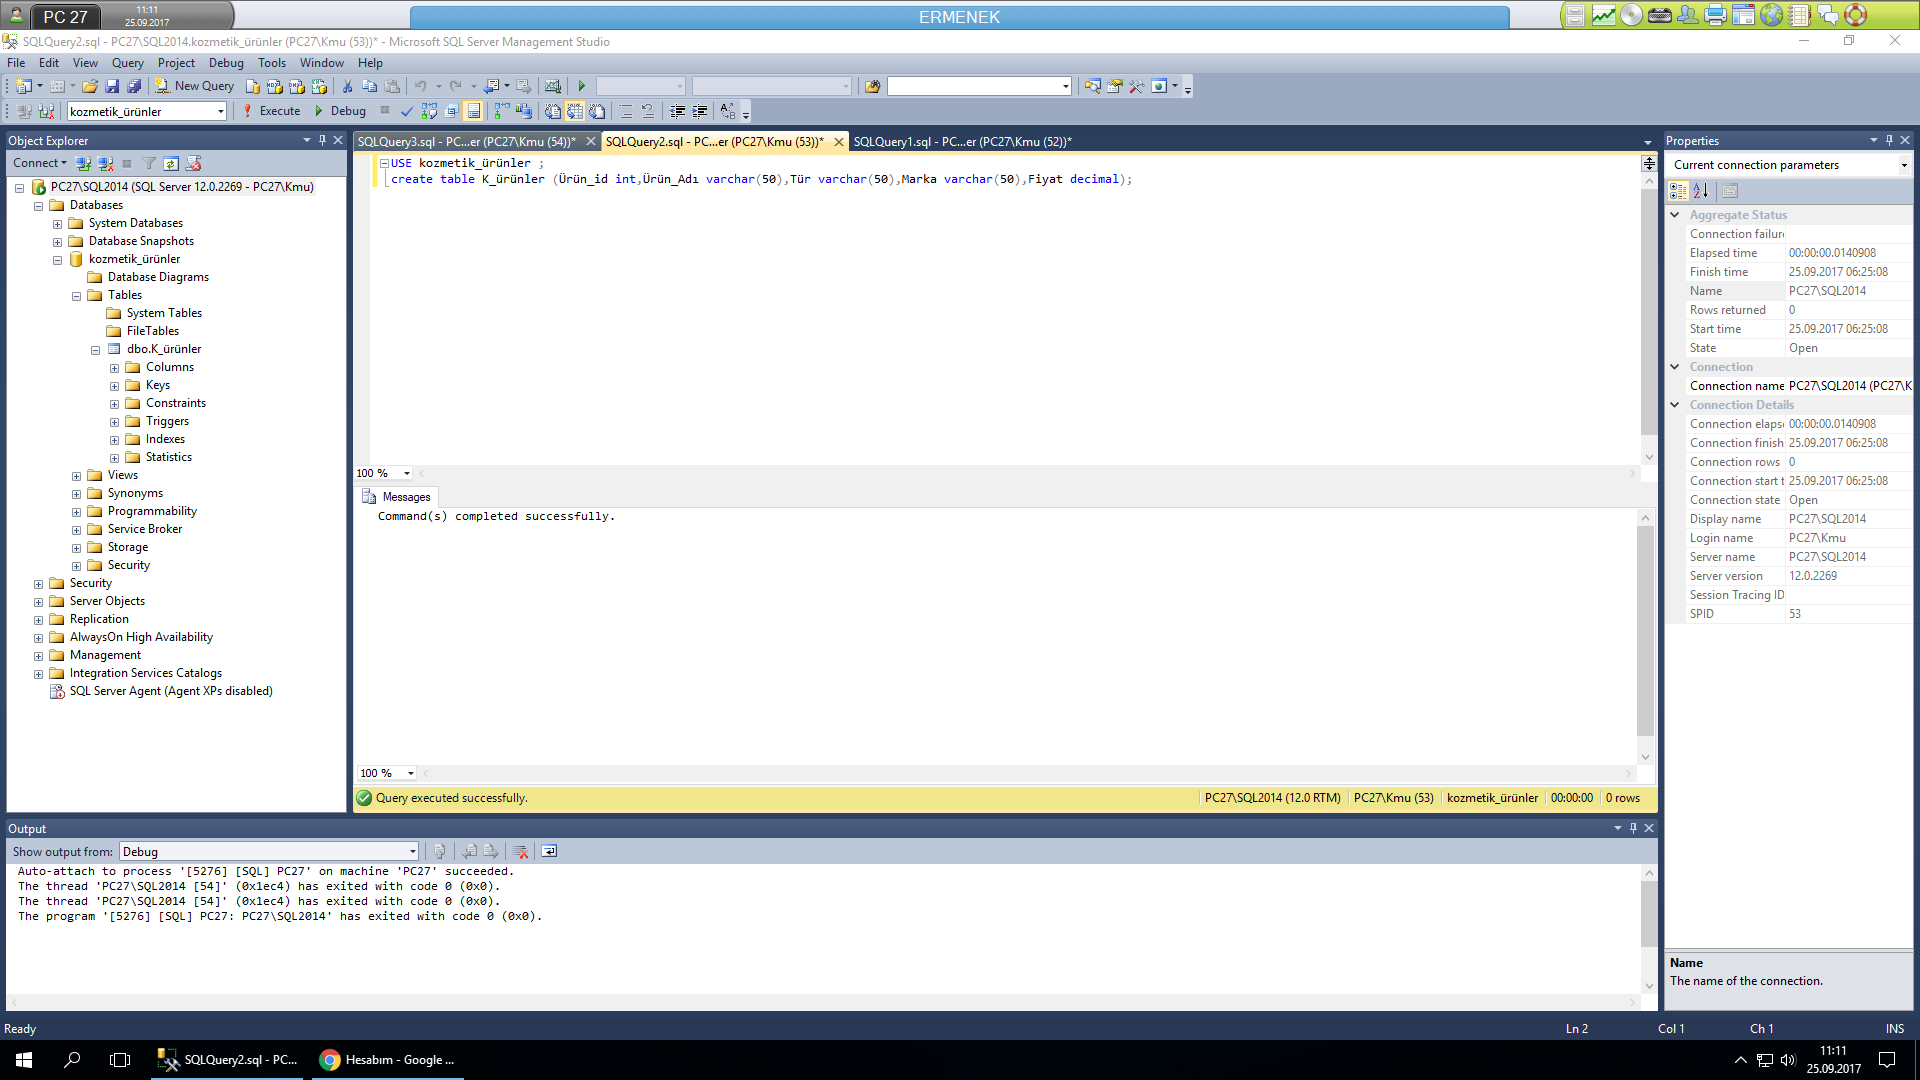 PC 27
11:11
25.09.2017
ERMENEK
SQLQuery2.sql - PC27\SQL2014.kozmetik_ürünler (PC27\Kmu (53))* - Microsoft SQL Server Management Studio
File Edit View Query Project Debug Tools Window Help
New Query
kozmetik_ürünler Execute Debug
Object Explorer
Connect
PC27\SQL2014 (SQL Server 12.0.2269 - PC27\Kmu)
Databases
System Databases
Database Snapshots
kozmetik_ürünler
Database Diagrams
Tables
System Tables
FileTables
dbo.K_ürünler
Columns
Keys
Constraints
Triggers
Indexes
Statistics
Views
Synonyms
Programmability
Service Broker
Storage
Security
Security
Server Objects
Replication
AlwaysOn High Availability
Management
Integration Services Catalogs
SQL Server Agent (Agent XPs disabled)
SQLQuery3.sql - PC...er (PC27\Kmu (54))* SQLQuery2.sql - PC...er (PC27\Kmu (53))* SQLQuery1.sql - PC...er (PC27\Kmu (52))*
USE kozmetik_ürünler ;
create table K_ürünler (Ürün_id int,Ürün_Adı varchar(50),Tür varchar(50),Marka varchar(50),Fiyat decimal);
100 %
Messages
Command(s) completed successfully.
100 %
Query executed successfully. PC27\SQL2014 (12.0 RTM) PC27\Kmu (53) kozmetik_ürünler 00:00:00 0 rows
Properties
Current connection parameters
Aggregate Status
Connection failur
Elapsed time 00:00:00.0140908
Finish time 25.09.2017 06:25:08
Name PC27\SQL2014
Rows returned 0
Start time 25.09.2017 06:25:08
State Open
Connection
Connection name PC27\SQL2014 (PC27\K
Connection Details
Connection elaps 00:00:00.0140908
Connection finish 25.09.2017 06:25:08
Connection rows 0
Connection start t 25.09.2017 06:25:08
Connection state Open
Display name PC27\SQL2014
Login name PC27\Kmu
Server name PC27\SQL2014
Server version 12.0.2269
Session Tracing ID
SPID 53
Name
The name of the connection.
Output
Show output from: Debug
Auto-attach to process '[5276] [SQL] PC27' on machine 'PC27' succeeded.
The thread 'PC27\SQL2014 [54]' (0x1ec4) has exited with code 0 (0x0).
The thread 'PC27\SQL2014 [54]' (0x1ec4) has exited with code 0 (0x0).
The program '[5276] [SQL] PC27: PC27\SQL2014' has exited with code 0 (0x0).
Ready Ln 2 Col 1 Ch 1 INS
SQLQuery2.sql - PC... Hesabım - Google ... 11:11
25.09.2017